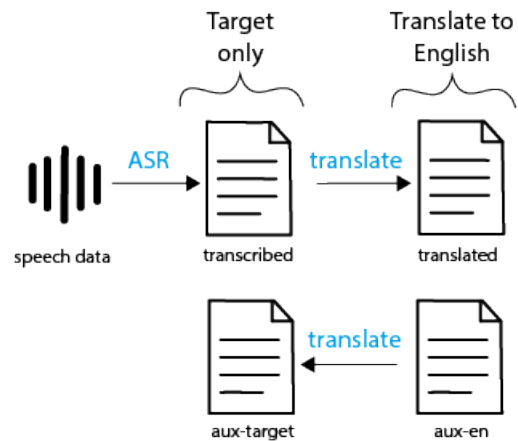 Target
only
Translate to
English
ASR
translate
speech data
transcribed
translated
translate
aux-target
aux-en